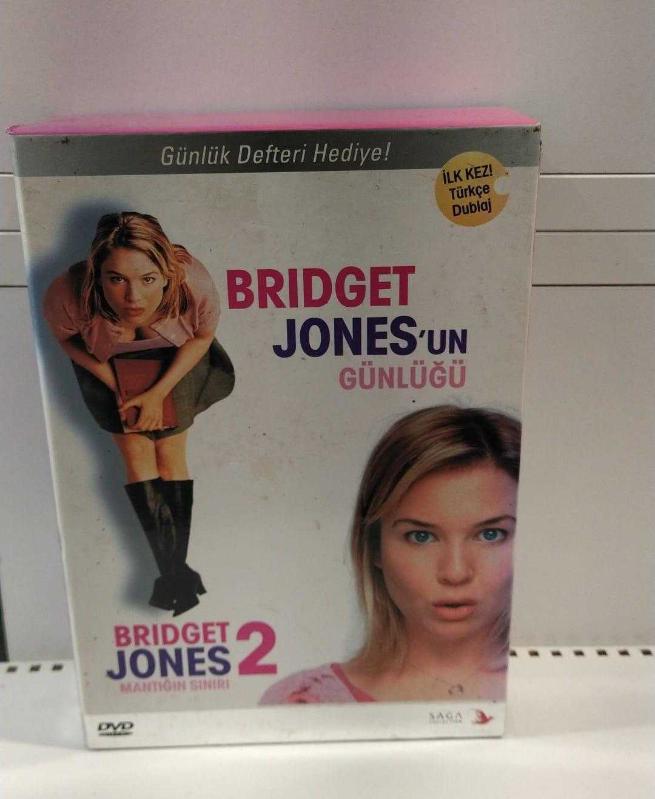 Günlük Defteri Hediye!
İLK KEZ!
Türkçe
Dublaj
BRIDGET
JONES'UN
GÜNLÜĞÜ
BRIDGET
JONES 2
MANTIĞIN SINIRI
DVD
SAGA